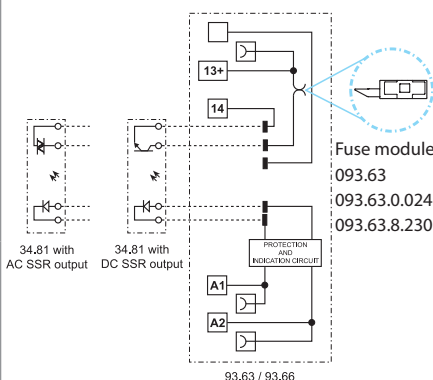 13+
14
Fuse module
093.63
093.63.0.024
093.63.8.230
34.81 with
AC SSR output
34.81 with
DC SSR output
PROTECTION
AND
INDICATION CIRCUIT
A1
A2
93.63 / 93.66